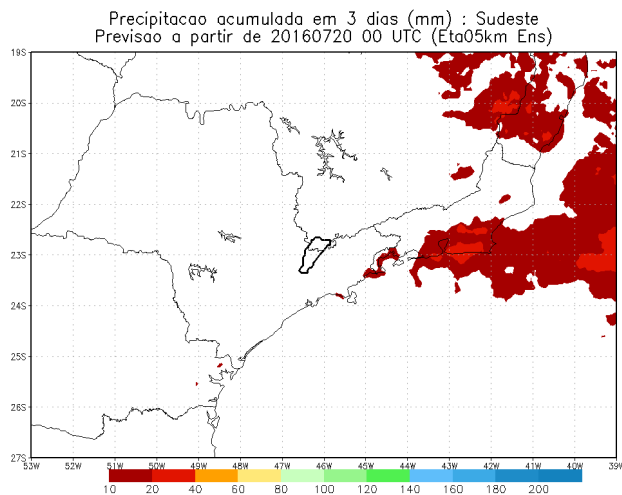 Precipitacao acumulada em 3 dias (mm) : Sudeste
Previsao a partir de 20160720 00 UTC (Eta05km Ens)
19S
20S
21S
22S
23S
24S
25S
26S
27S
53W 52W 51W 50W 49W 48W 47W 46W 45W 44W 43W 42W 41W 40W 39W
10 20 40 60 80 100 120 140 160 180 200